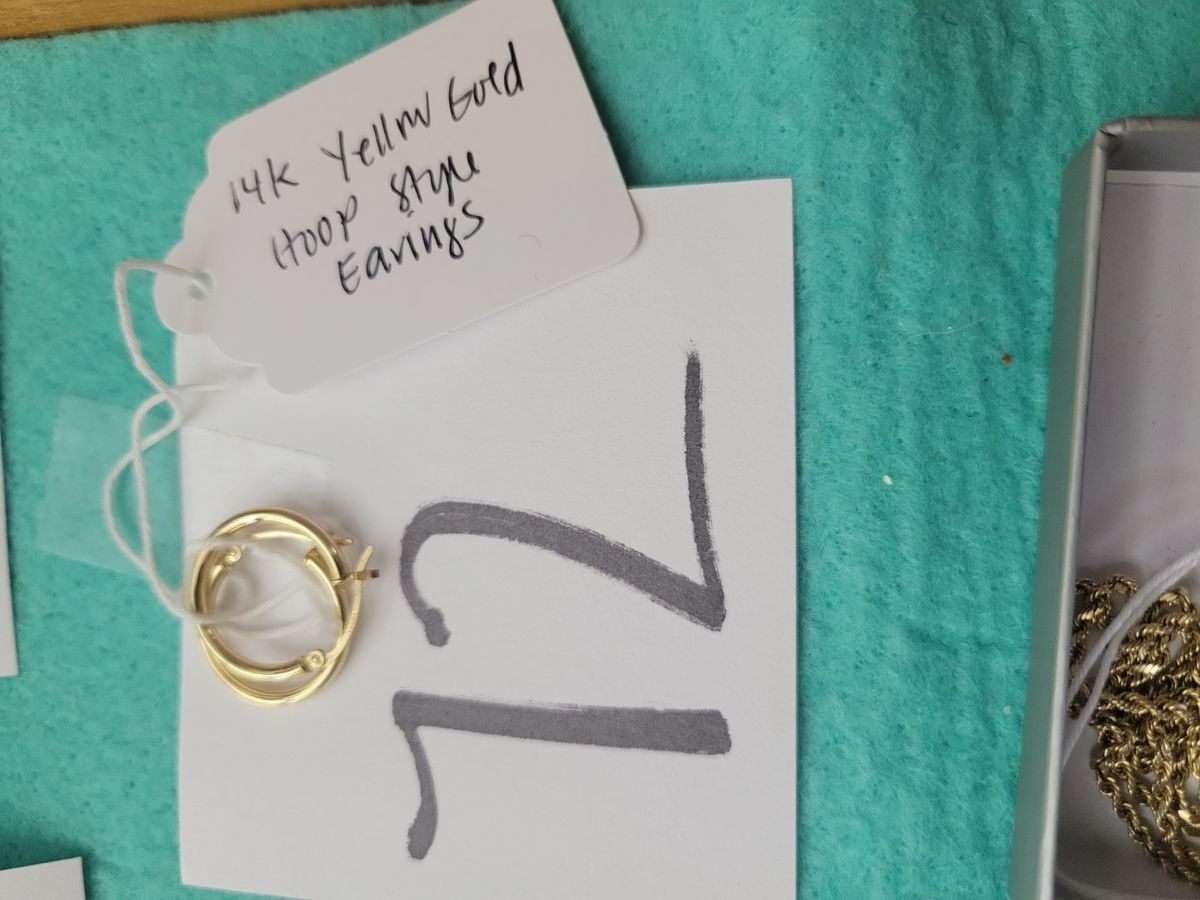 14k Yellow Gold
Hoop Style
Earings
72